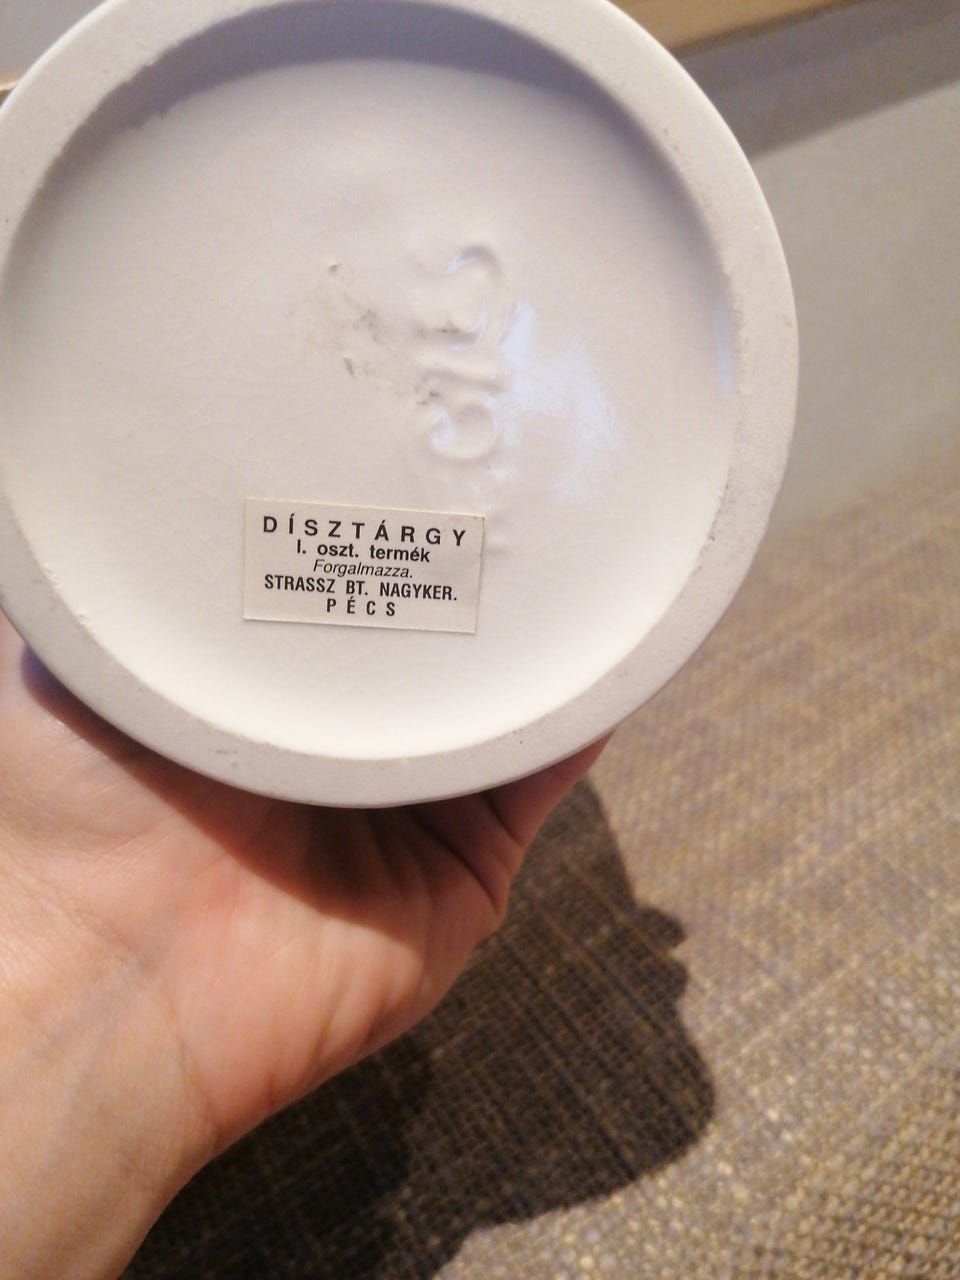 DÍSZTÁRGY
I. oszt. termék
Forgalmazza.
STRASSZ BT. NAGYKER.
PÉCS